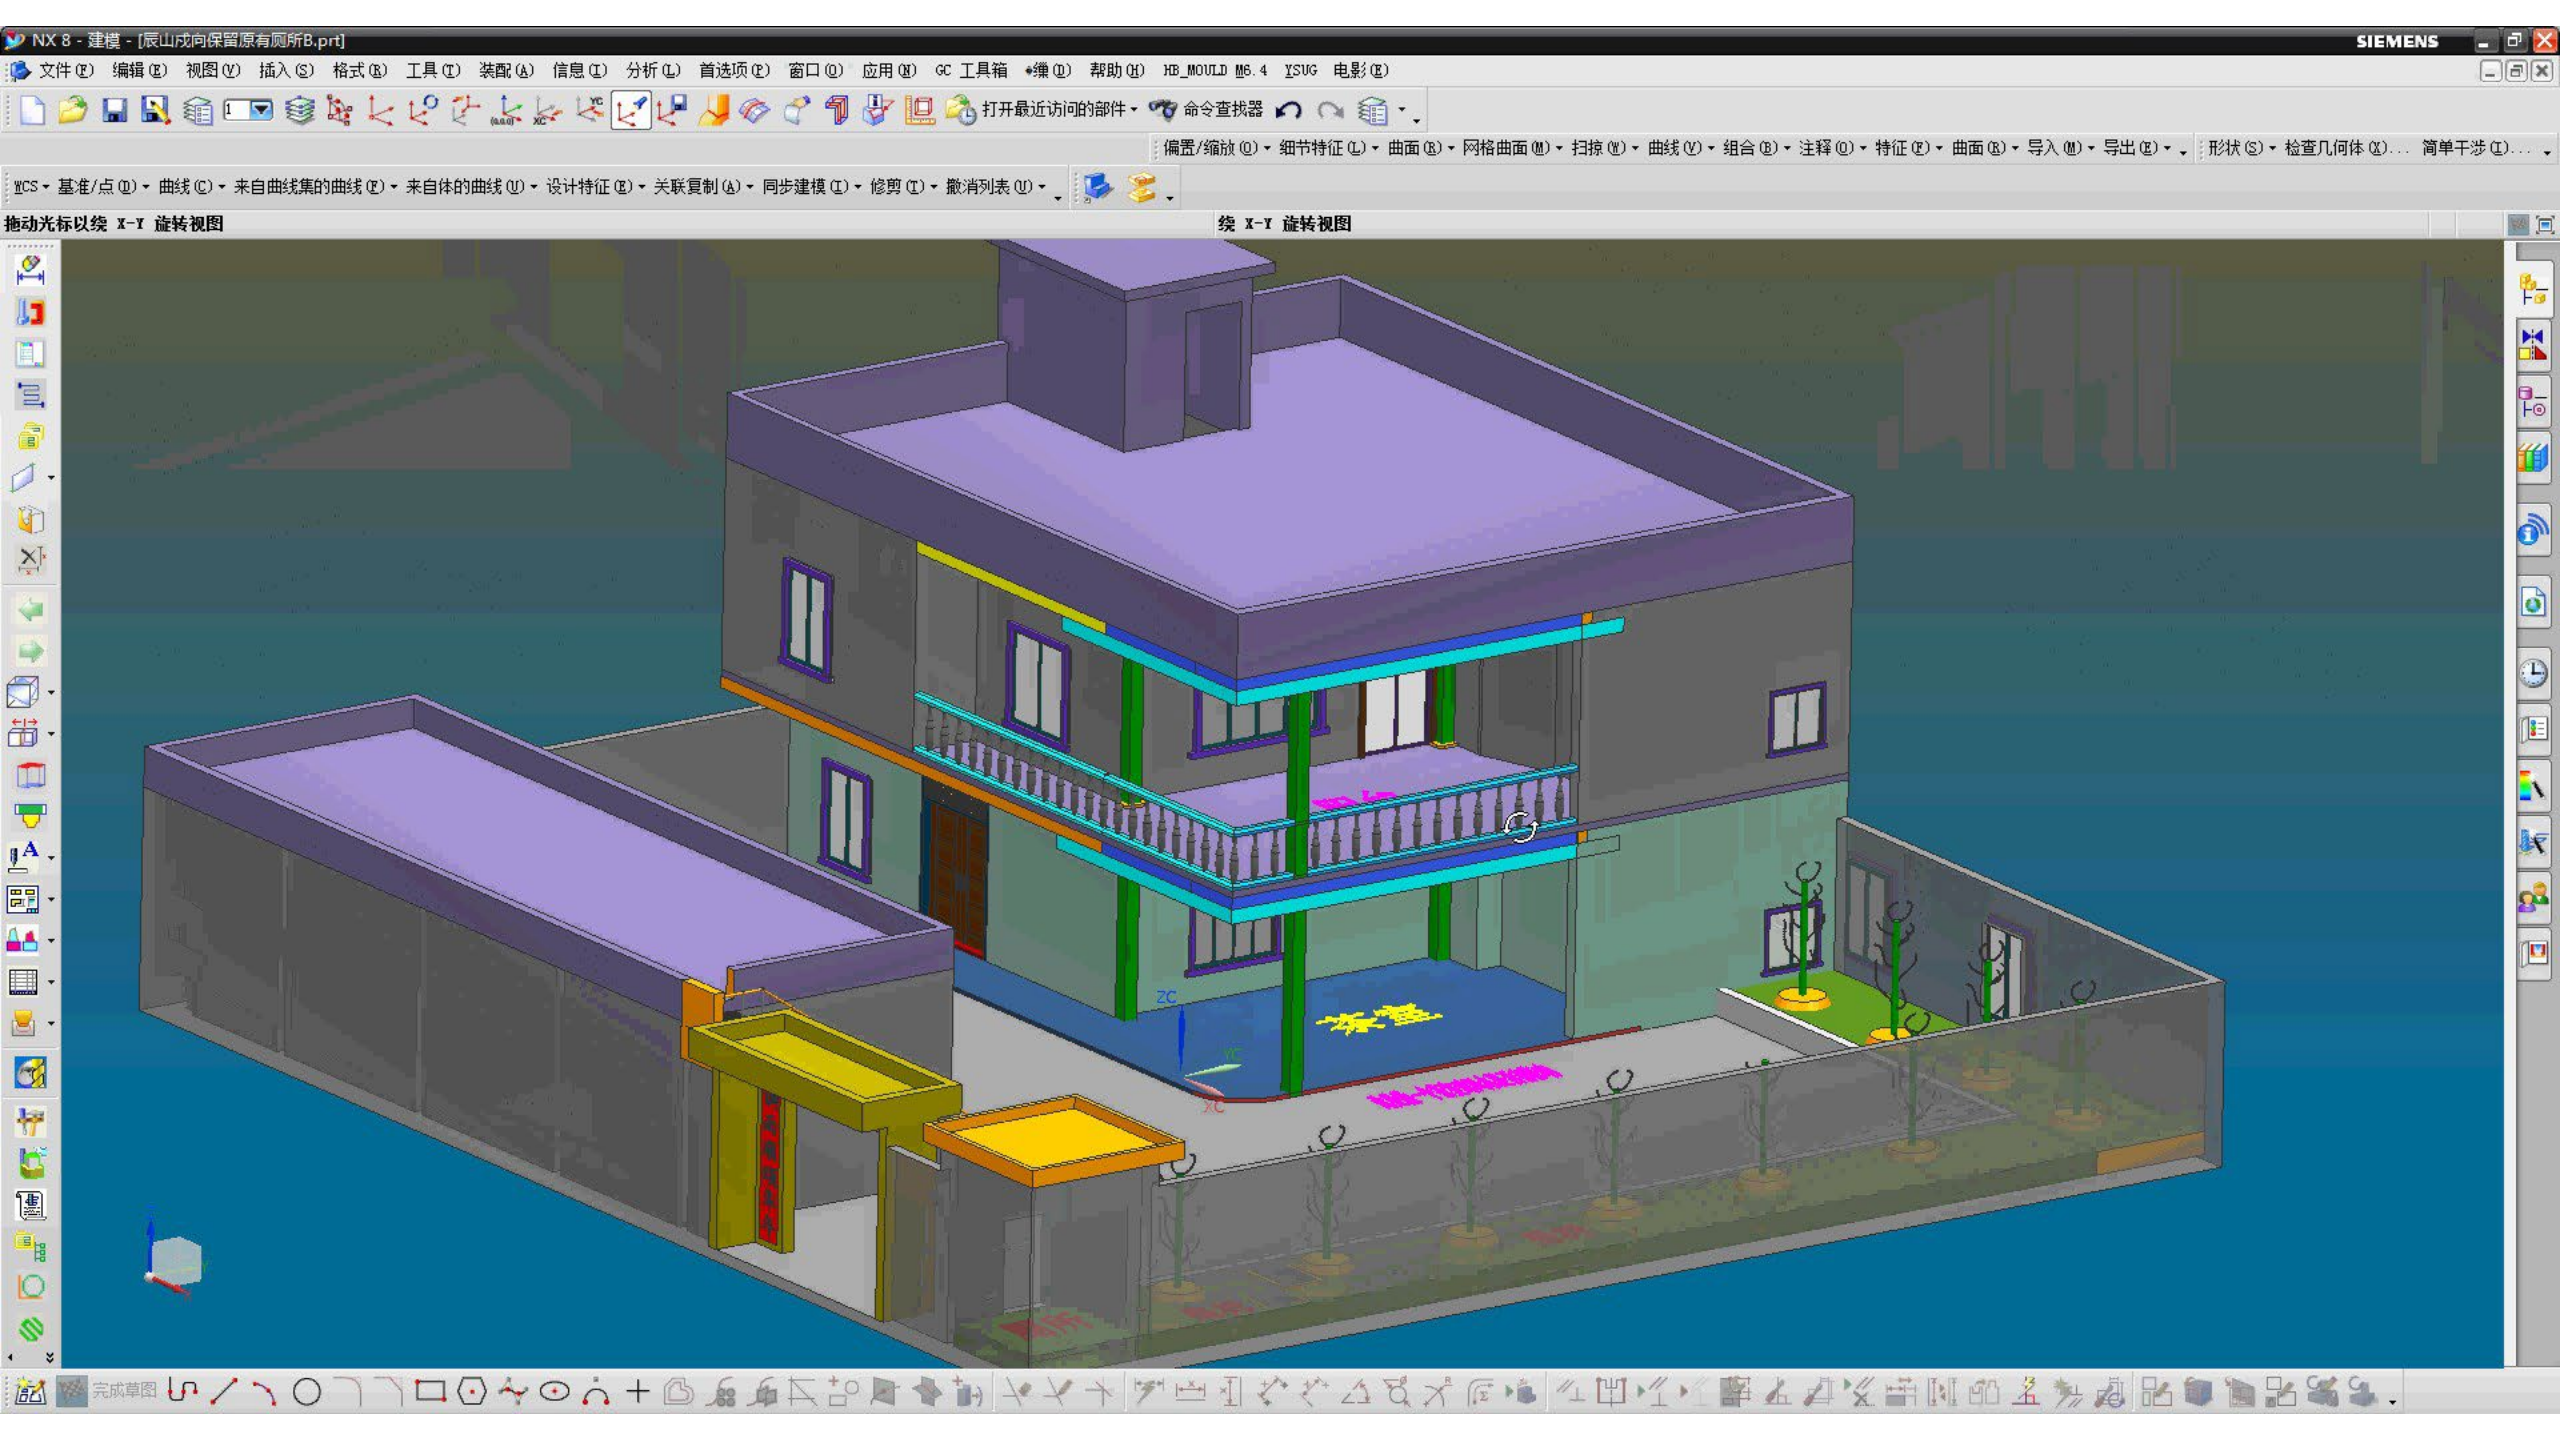 NX 8 - 建模 - [辰山戍向保留原有厕所B.prt]
SIEMENS
文件(F) 编辑(E) 视图(V) 插入(S) 格式(R) 工具(T) 装配(A) 信息(I) 分析(L) 首选项(P) 窗口(O) 应用(N) GC 工具箱 帮助(H) HB_MOULD M6.4 YSUG 电影(E)
1
打开最近访问的部件
命令查找器
偏置/缩放(O) 细节特征(L) 曲面(R) 网格曲面(M) 扫掠(W) 曲线(V) 组合(B) 注释(O) 特征(F) 曲面(R) 导入(M) 导出(E) 形状(S) 检查几何体(X)... 简单干涉(I)...
WCS 基准/点(D) 曲线(C) 来自曲线集的曲线(F) 来自体的曲线(U) 设计特征(E) 关联复制(A) 同步建模(I) 修剪(T) 撤消列表(U)
拖动光标以绕 X-Y 旋转视图
绕 X-Y 旋转视图
ZC
YC
XC
完成草图